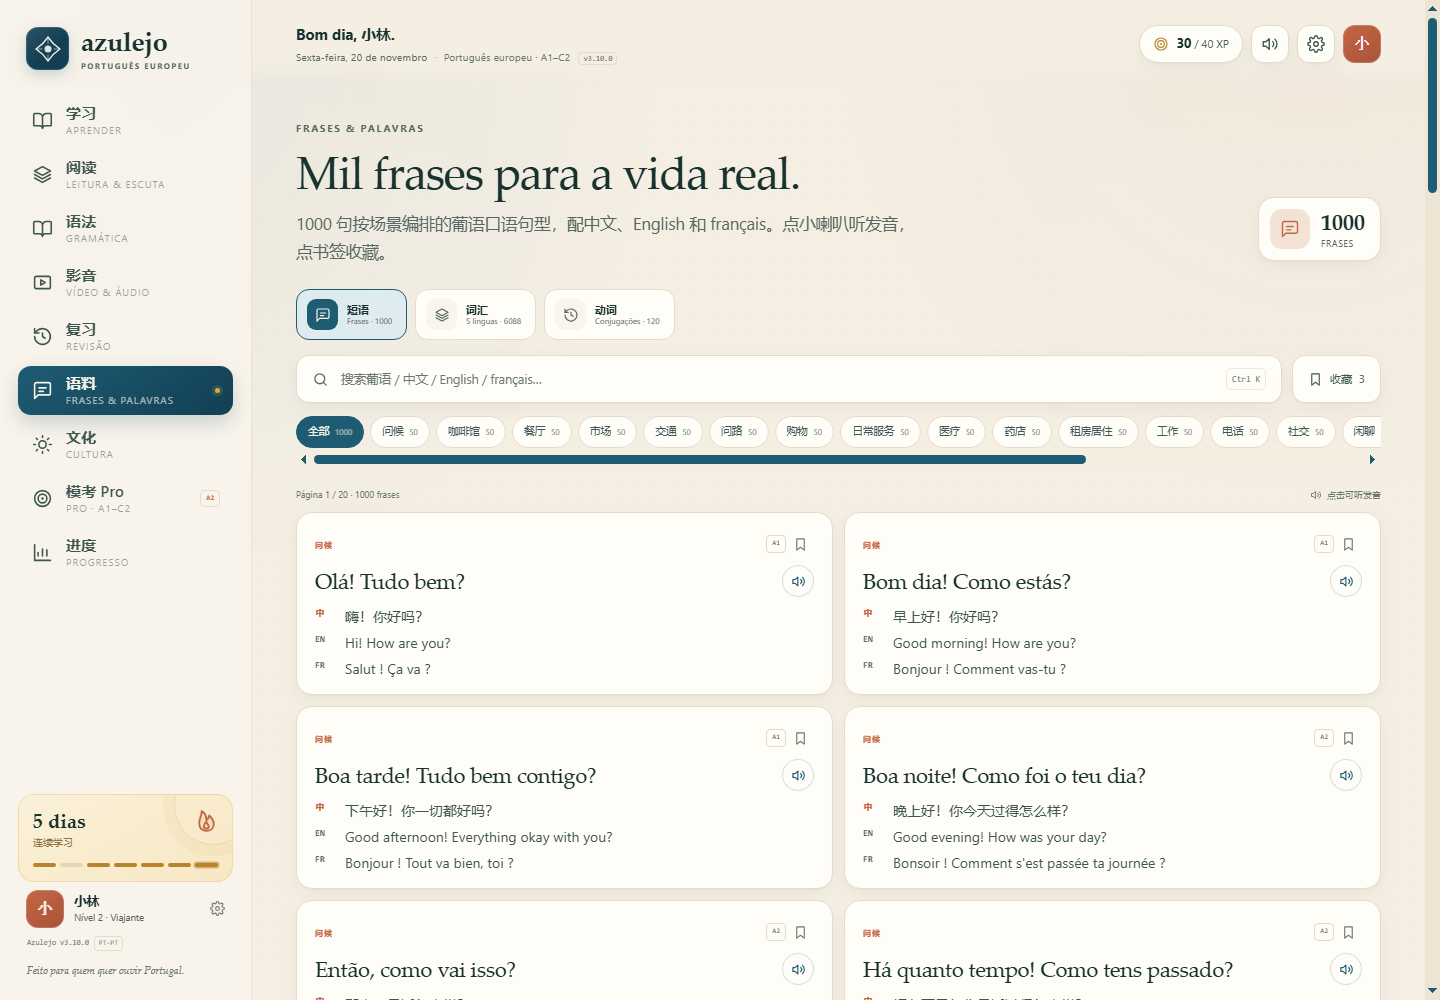 azulejo
PORTUGUÊS EUROPEU
学习
APRENDER
阅读
LEITURA & ESCUTA
语法
GRAMÁTICA
影音
VÍDEO & ÁUDIO
复习
REVISÃO
语料
FRASES & PALAVRAS
文化
CULTURA
模考 Pro
PRO · A1–C2
A2
进度
PROGRESSO
5 dias
连续学习
小
小林
Nível 2 · Viajante
Azulejo v3.10.0 PT-PT
Feito para quem quer ouvir Portugal.
Bom dia, 小林.
Sexta-feira, 20 de novembro · Português europeu · A1–C2 v3.10.0
30 / 40 XP
小
FRASES & PALAVRAS
Mil frases para a vida real.
1000 句按场景编排的葡语口语句型，配中文、English 和 français。点小喇叭听发音，
点书签收藏。
1000
FRASES
短语
Frases · 1000
词汇
5 línguas · 6088
动词
Conjugações · 120
搜索葡语 / 中文 / English / français...
Ctrl K
收藏 3
全部 1000
问候 50
咖啡馆 50
餐厅 50
市场 50
交通 50
问路 50
购物 50
日常服务 50
医疗 50
药店 50
租房居住 50
工作 50
电话 50
社交 50
闲聊
Página 1 / 20 · 1000 frases
点击可听发音
问候
A1
Olá! Tudo bem?
中 嗨！你好吗？
EN Hi! How are you?
FR Salut ! Ça va ?
问候
A1
Bom dia! Como estás?
中 早上好！你好吗？
EN Good morning! How are you?
FR Bonjour ! Comment vas-tu ?
问候
A1
Boa tarde! Tudo bem contigo?
中 下午好！你一切都好吗？
EN Good afternoon! Everything okay with you?
FR Bonjour ! Tout va bien, toi ?
问候
A2
Boa noite! Como foi o teu dia?
中 晚上好！你今天过得怎么样？
EN Good evening! How was your day?
FR Bonsoir ! Comment s'est passée ta journée ?
问候
A2
Então, como vai isso?
问候
A2
Há quanto tempo! Como tens passado?